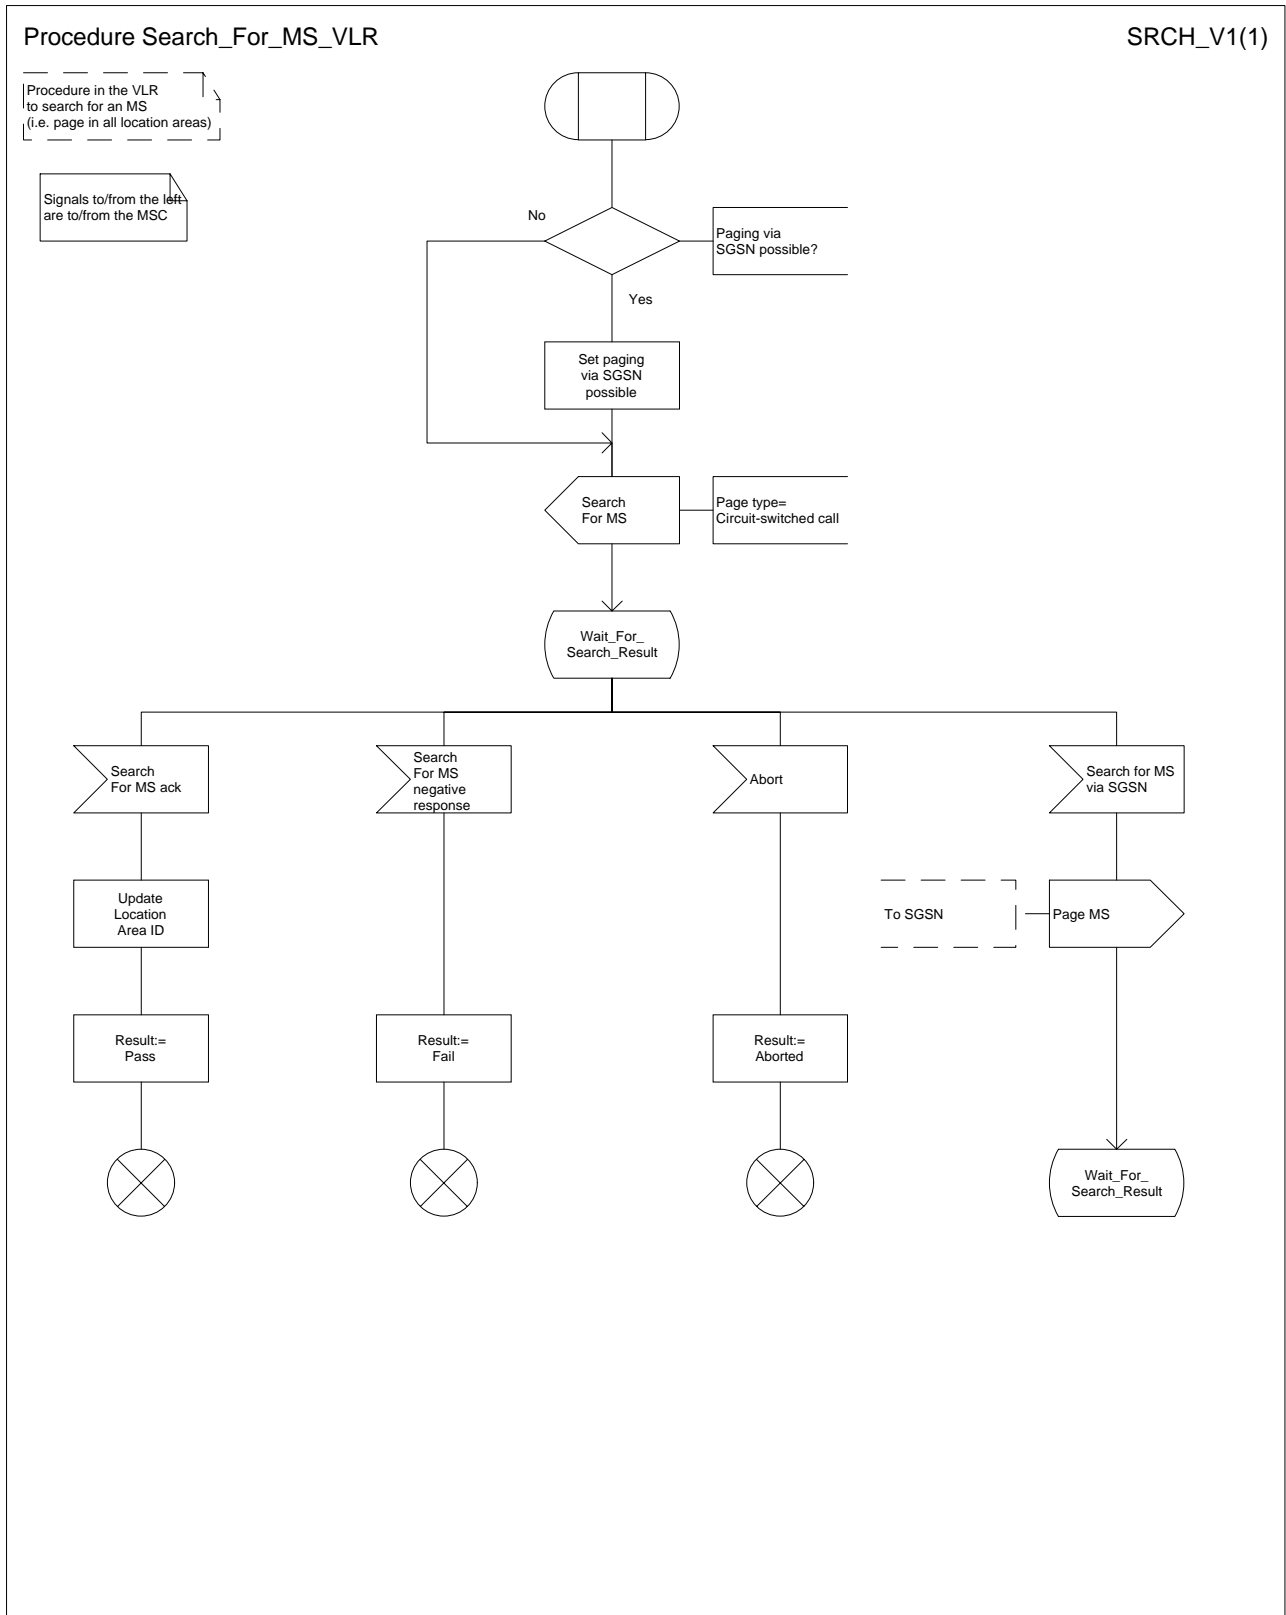 Procedure Search_For_MS_VLR
SRCH_V1(1)
Procedure in the VLR
to search for an MS
(i.e. page in all location areas)
Signals to/from the left
are to/from the MSC
No
Paging via
SGSN possible?
Yes
Set paging
via SGSN
possible
Search
For MS
Page type=
Circuit-switched call
Wait_For_
Search_Result
Search
For MS ack
Search
For MS
negative
response
Abort
Search for MS
via SGSN
Update
Location
Area ID
To SGSN
Page MS
Result:=
Pass
Result:=
Fail
Result:=
Aborted
Wait_For_
Search_Result